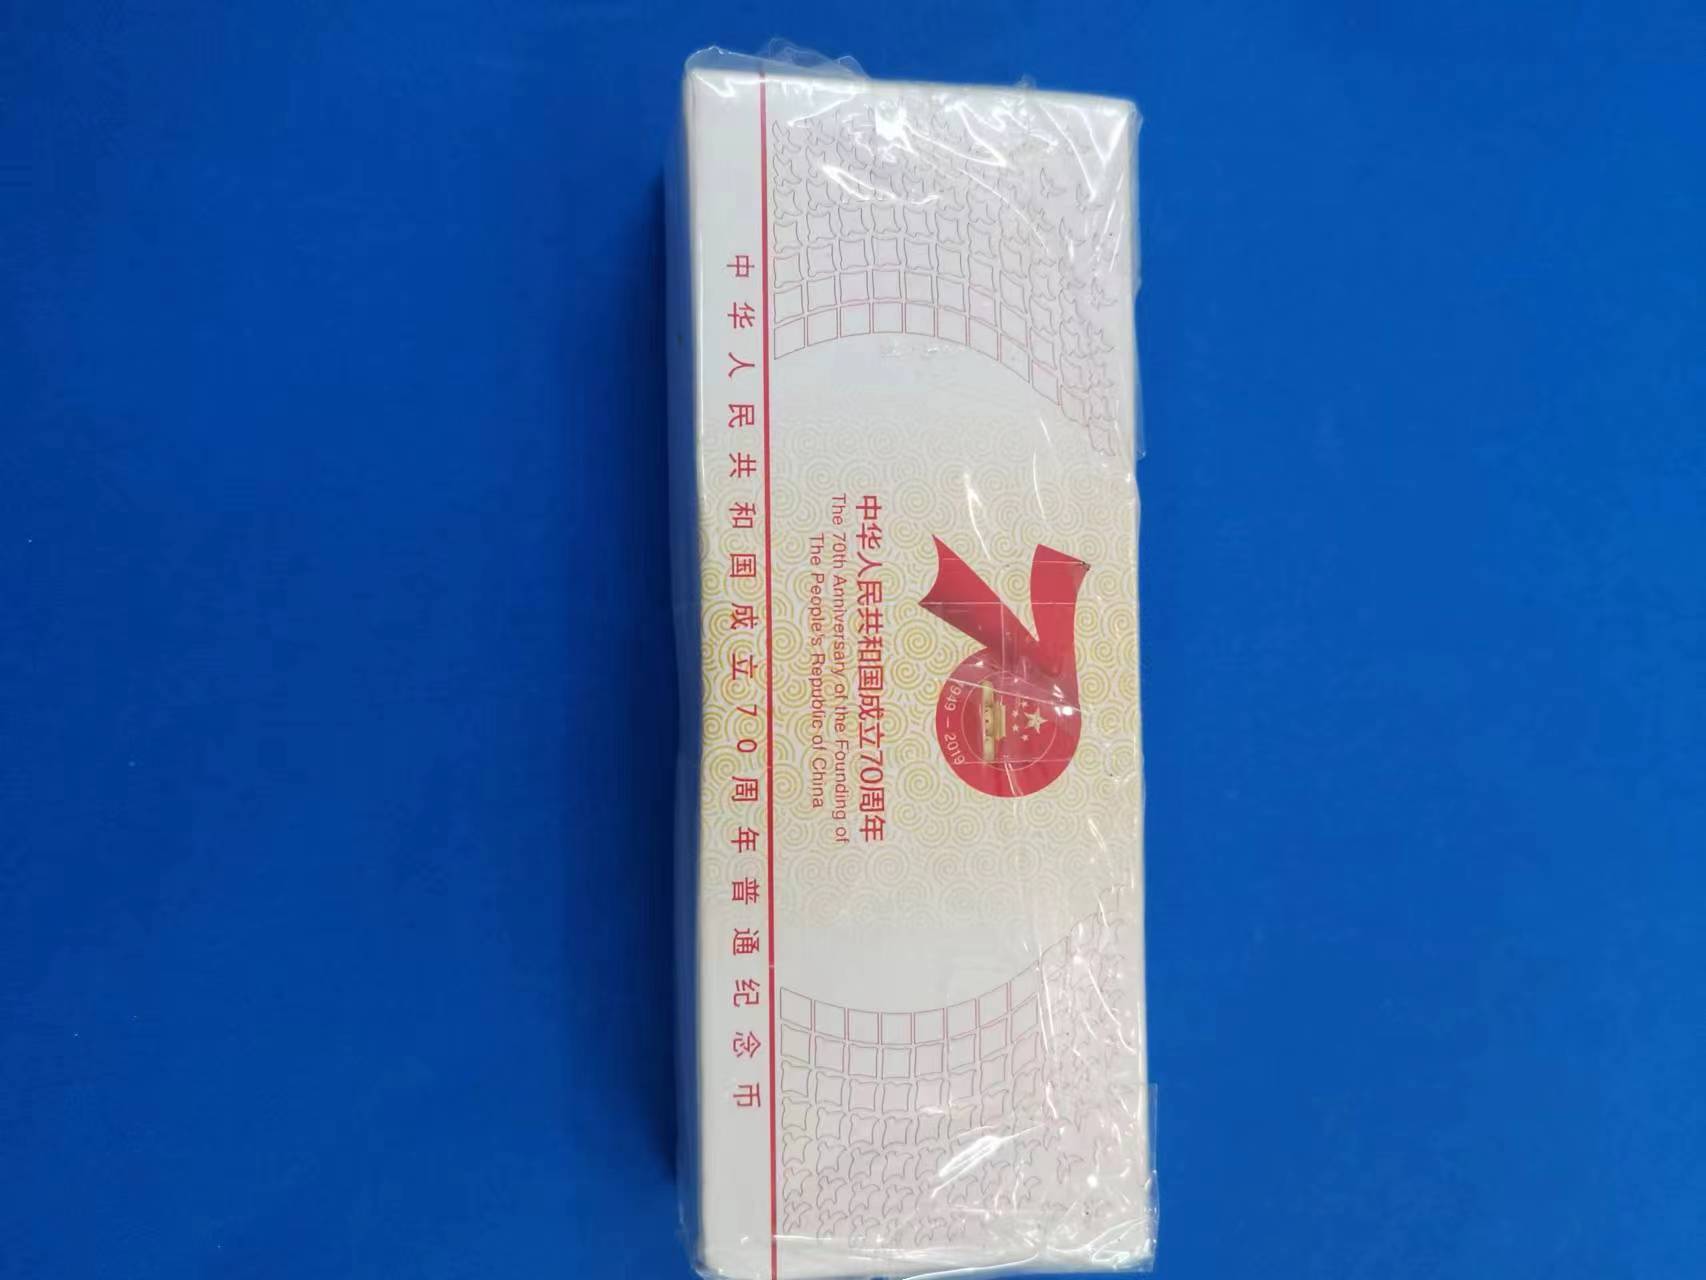 1949－2019
中华人民共和国成立70周年
The 70th Anniversary of the Founding of
The People's Republic of China
中华人民共和国成立70周年普通纪念币